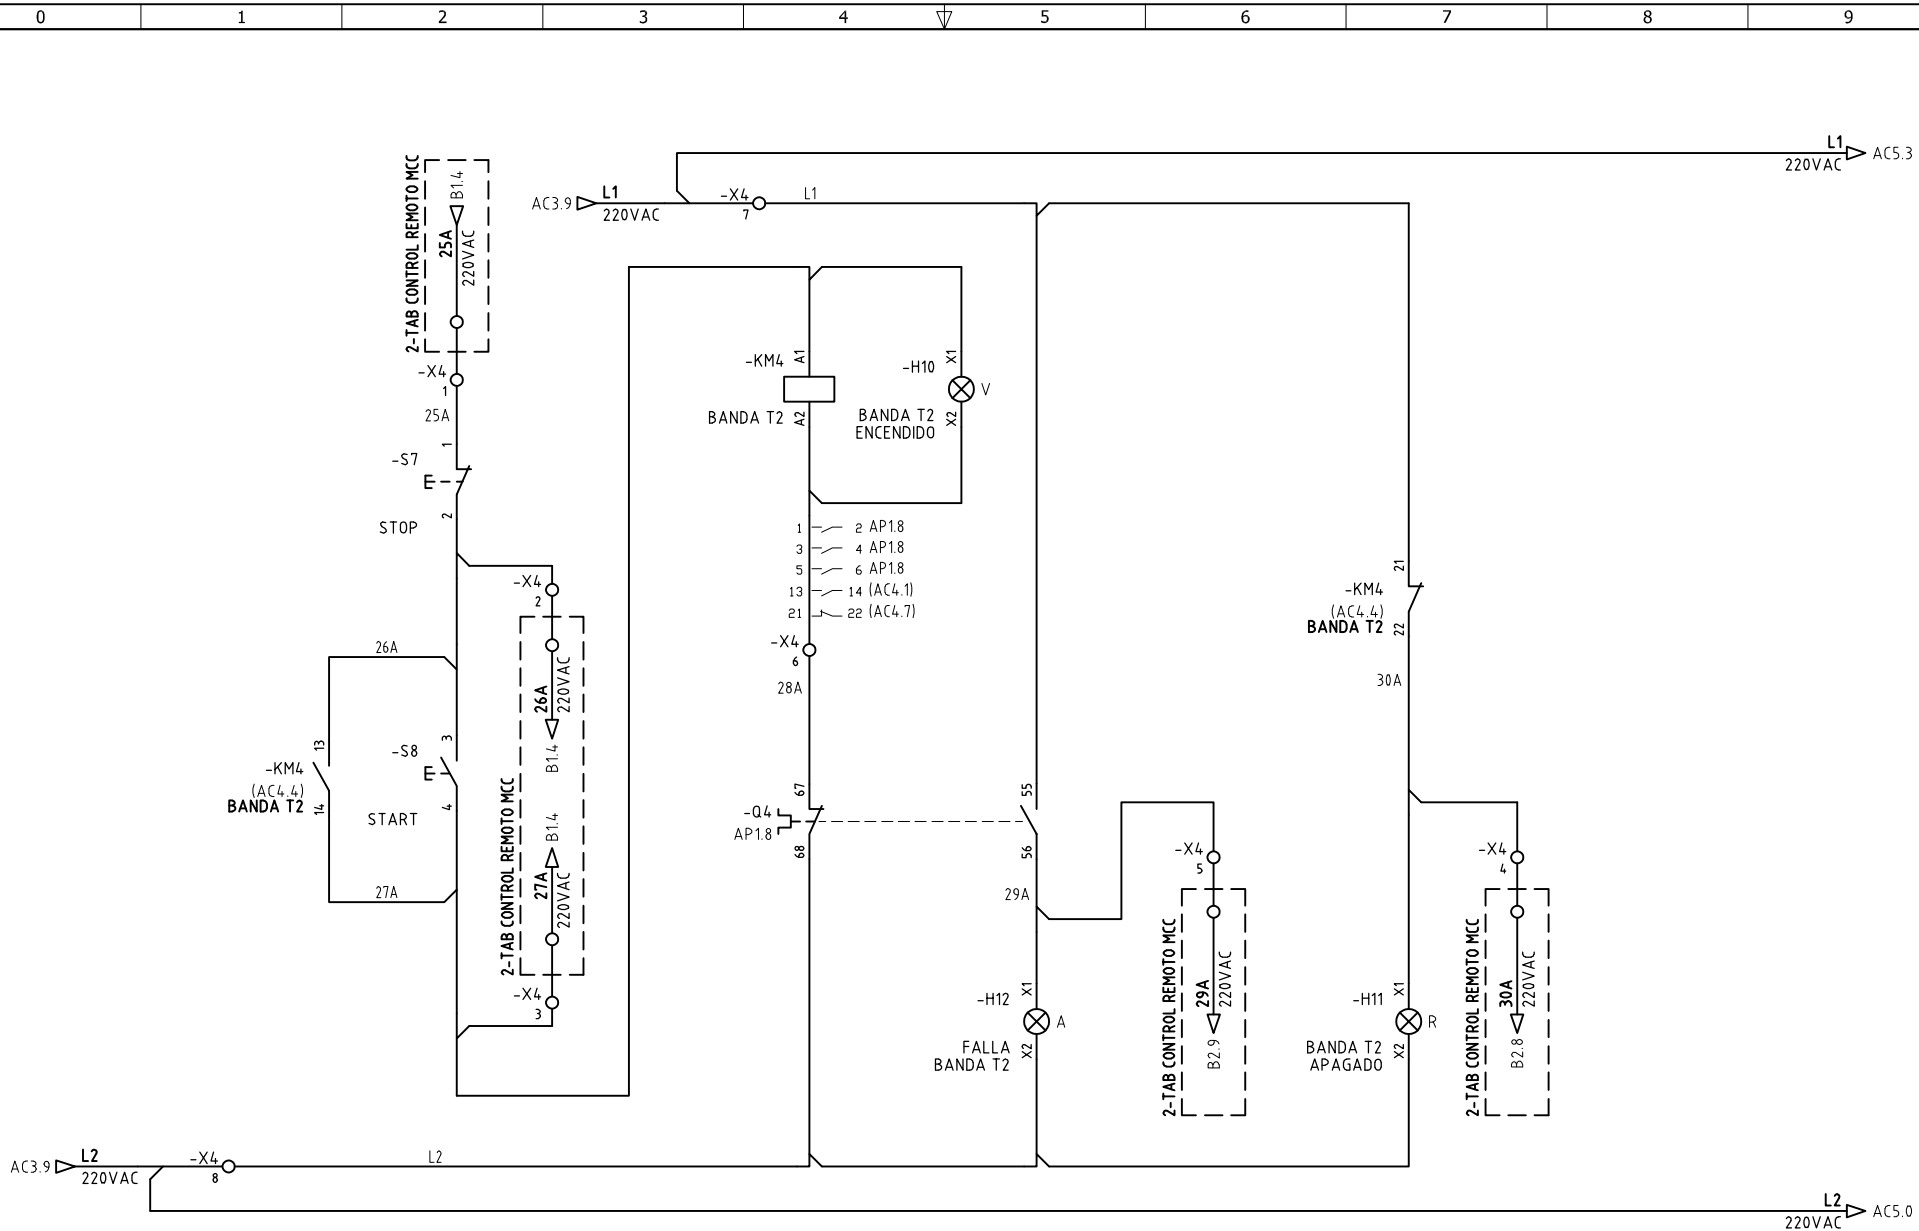 0 1 2 3 4 5 6 7 8 9
L1
220VAC
AC5.3
AC3.9
L1
220VAC
-X4
7
L1
2-TAB CONTROL REMOTO MCC
B1.4
25A
220VAC
-X4
1
25A
1
-S7
2
STOP
-X4
2
26A
220VAC
B1.4
2-TAB CONTROL REMOTO MCC
B1.4
27A
220VAC
-X4
3
26A
13
-KM4
(AC4.4)
BANDA T2
14
27A
3
-S8
4
START
-KM4
A1
BANDA T2
A2
-H10
X1
V
BANDA T2
ENCENDIDO
X2
1 2 AP1.8
3 4 AP1.8
5 6 AP1.8
13 14 (AC4.1)
21 22 (AC4.7)
-X4
6
28A
67
-Q4
AP1.8
68
55
56
29A
-H12
X1
A
FALLA
BANDA T2
X2
-X4
5
2-TAB CONTROL REMOTO MCC
29A
220VAC
B2.9
21
-KM4
(AC4.4)
BANDA T2
22
30A
-H11
X1
R
BANDA T2
APAGADO
X2
-X4
4
2-TAB CONTROL REMOTO MCC
30A
220VAC
B2.8
AC3.9
L2
220VAC
-X4
8
L2
L2
220VAC
AC5.0